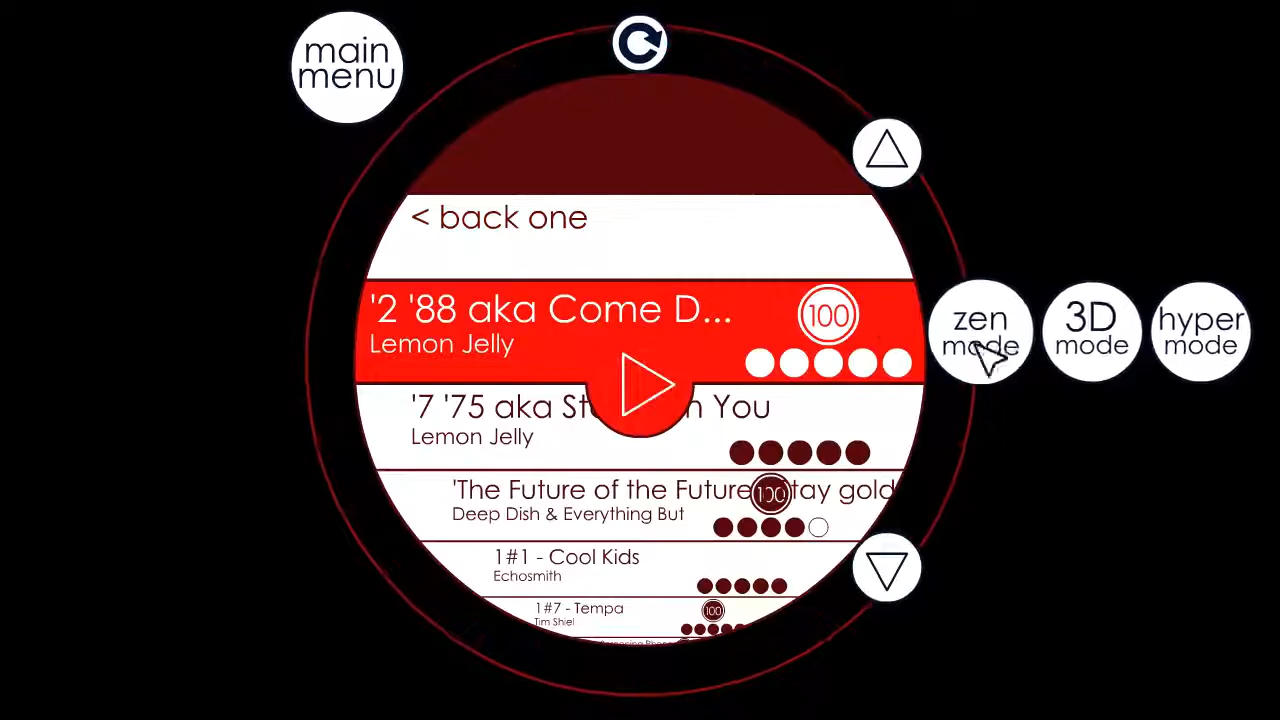 main
menu
< back one
'2 '88 aka Come D...
100
Lemon Jelly
zen
mode
3D
mode
hyper
mode
'7 '75 aka You
Lemon Jelly
'The Future of the Future tay gold
100
Deep Dish & Everything But
1#1 - Cool Kids
Echosmith
1#7 - Tempa
100
Tim Shiel